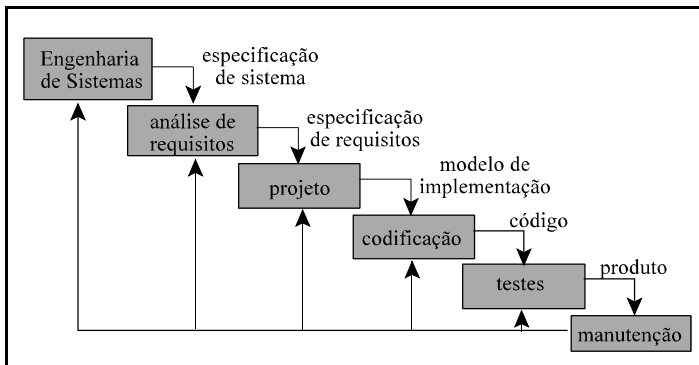 Engenharia
de Sistemas
especificação
de sistema
análise de
requisitos
especificação
de requisitos
projeto
modelo de
implementação
codificação
código
testes
produto
manutenção